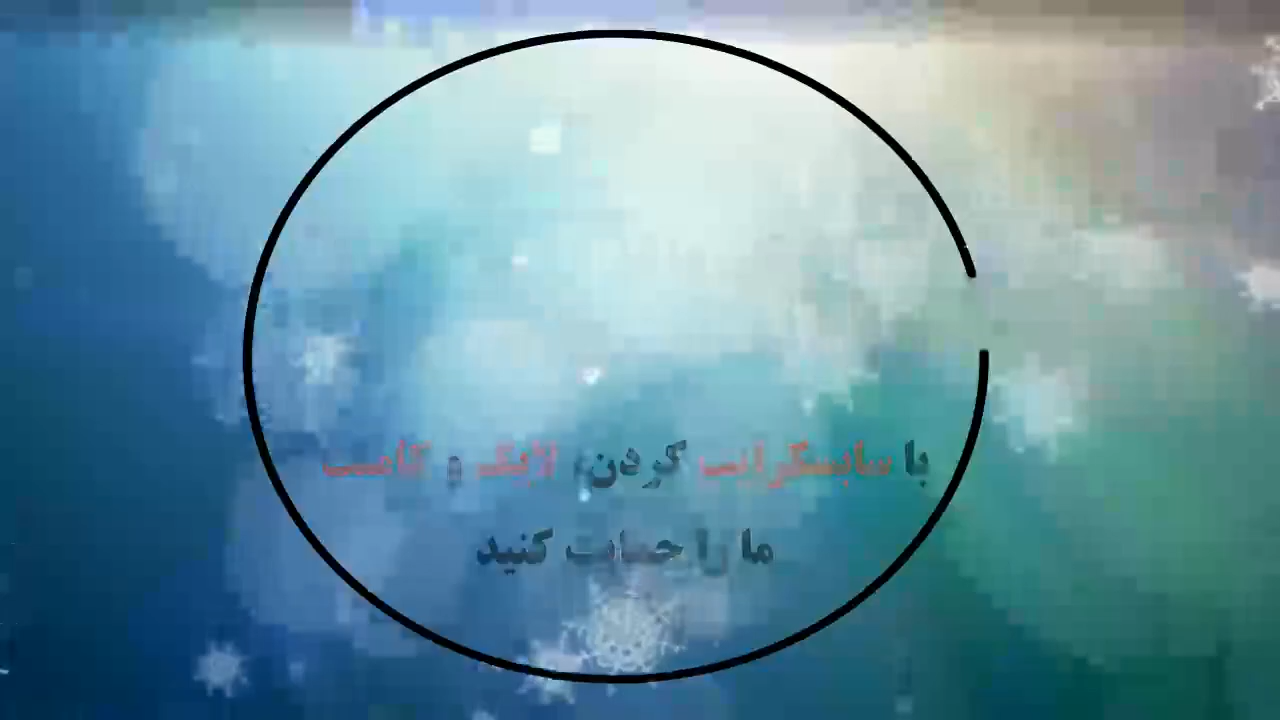 با سابسکرایب کردن، لایک و کامنت
ما را حمایت کنید